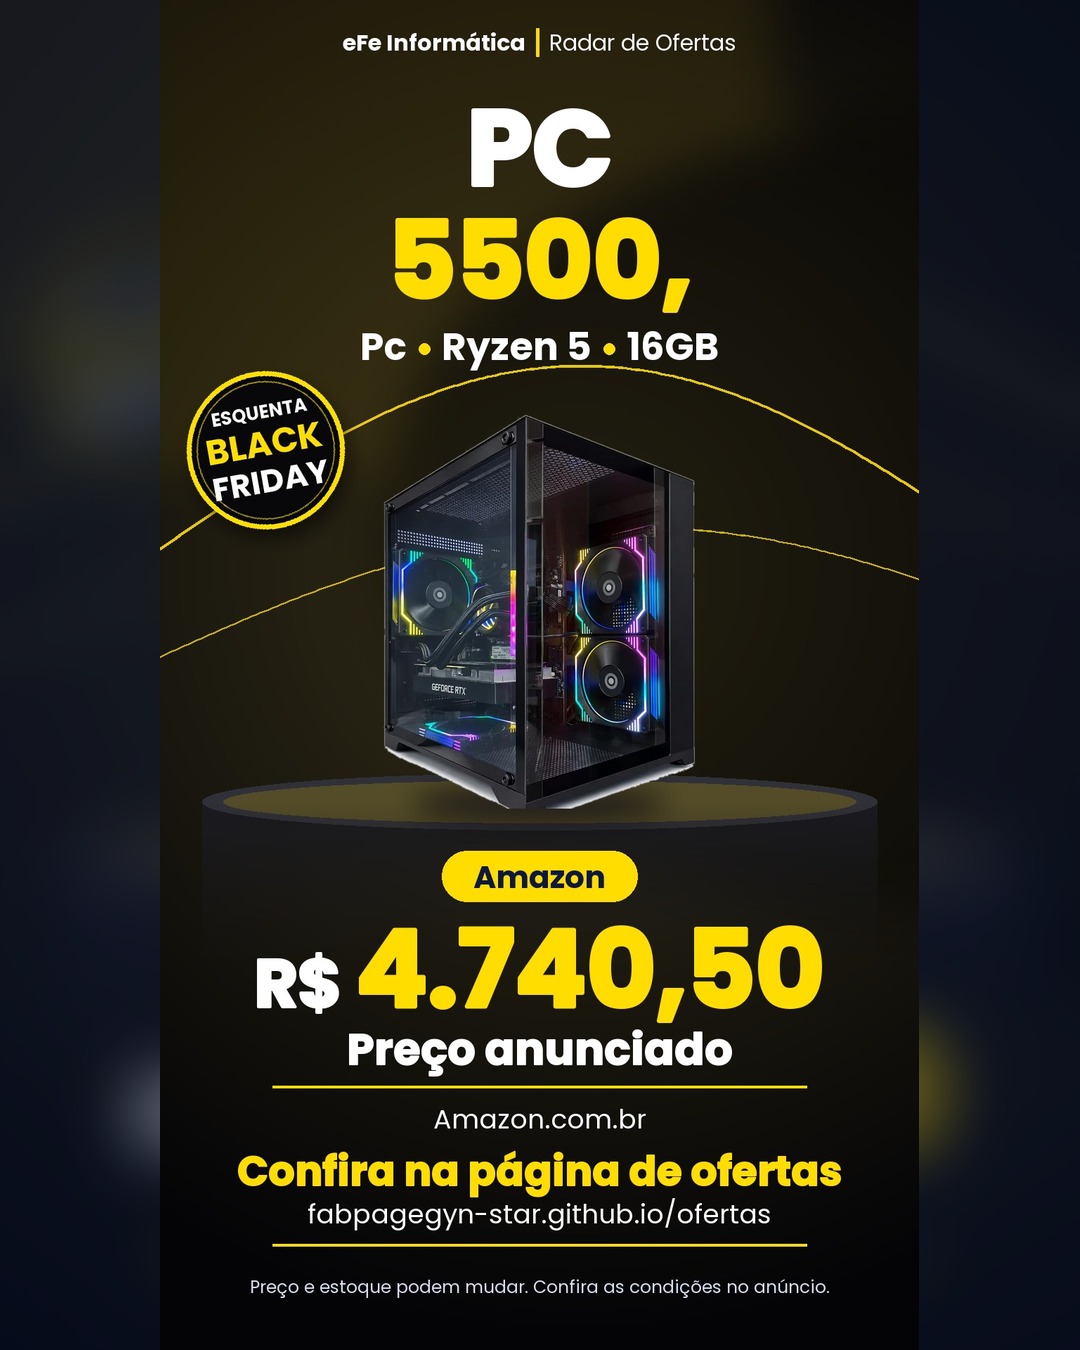 eFe Informática | Radar de Ofertas
PC
5500,
Pc • Ryzen 5 • 16GB
ESQUENTA
BLACK
FRIDAY
GEFORCE RTX
Amazon
R$ 4.740,50
Preço anunciado
Amazon.com.br
Confira na página de ofertas
fabpagegyn-star.github.io/ofertas
Preço e estoque podem mudar. Confira as condições no anúncio.